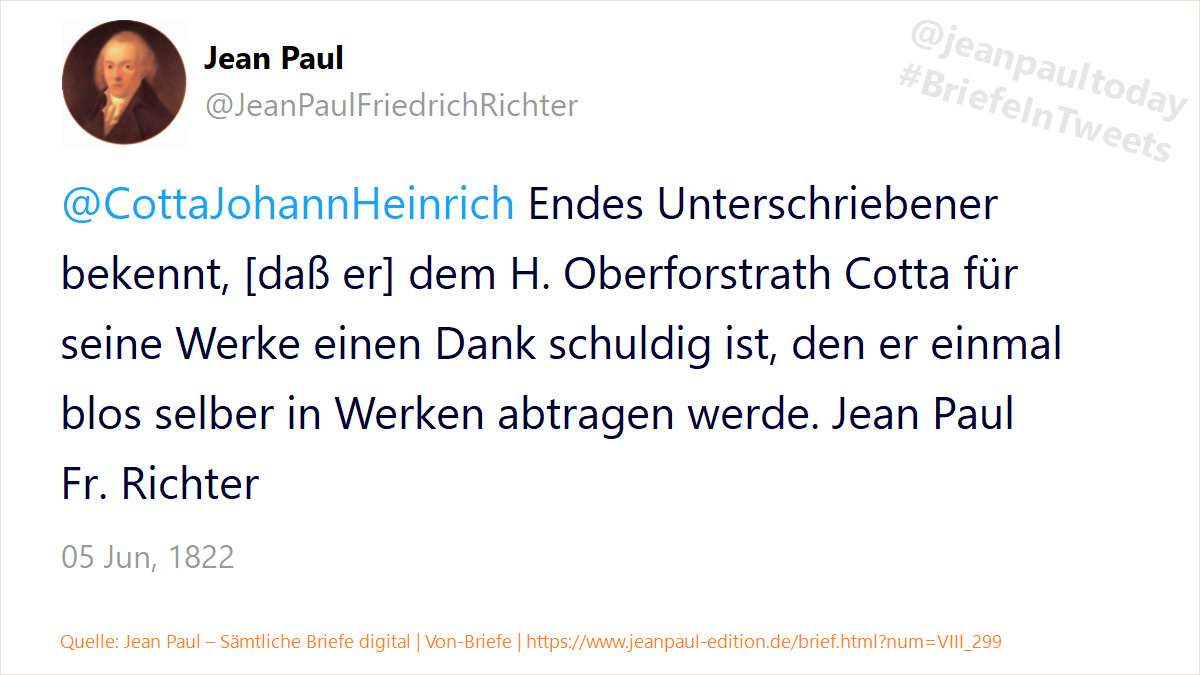 Jean Paul
@JeanPaulFriedrichRichter
@jeanpaultoday
#BriefeInTweets
@CottaJohannHeinrich Endes Unterschriebener
bekennt, [daß er] dem H. Oberforstrath Cotta für
seine Werke einen Dank schuldig ist, den er einmal
blos selber in Werken abtragen werde. Jean Paul
Fr. Richter
05 Jun, 1822
Quelle: Jean Paul – Sämtliche Briefe digital | Von-Briefe | https://www.jeanpaul-edition.de/brief.html?num=VIII_299